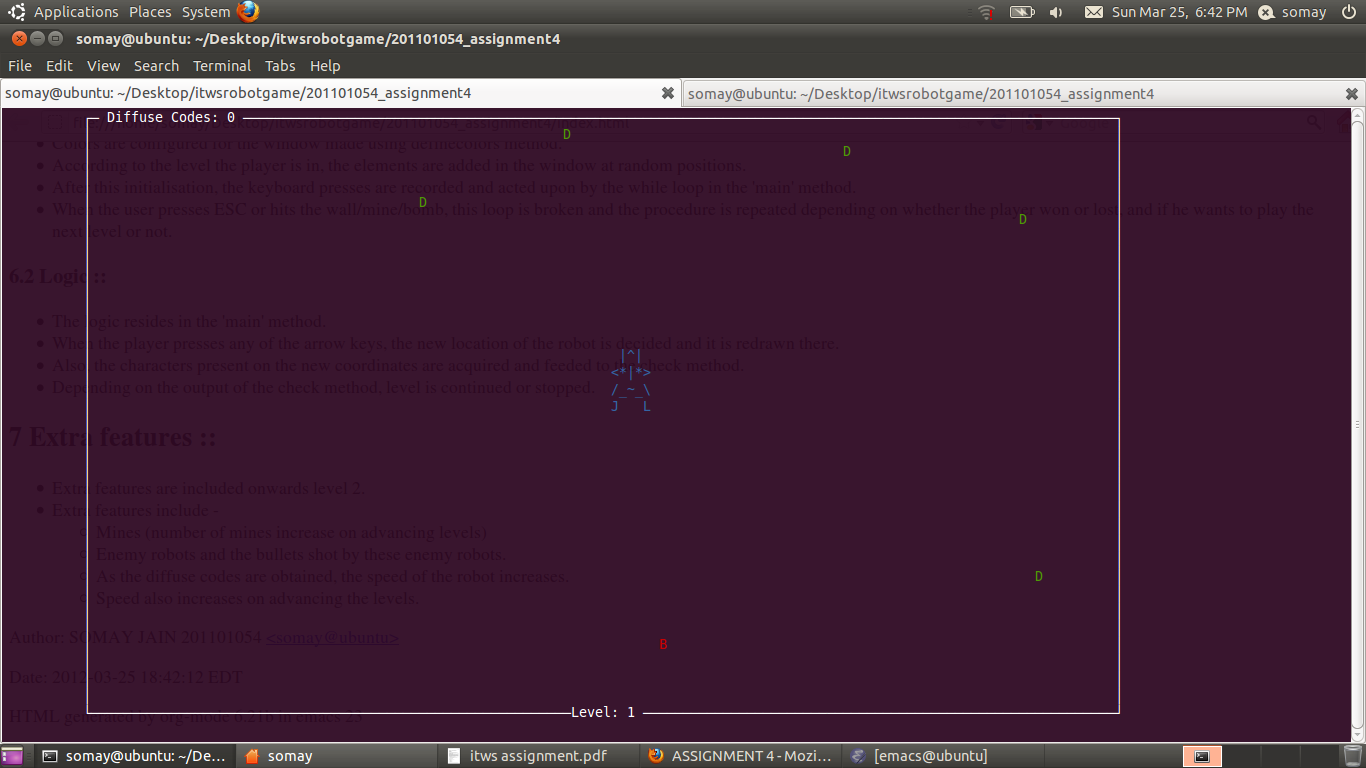 Applications Places System
Sun Mar 25, 6:42 PM somay
somay@ubuntu: ~/Desktop/itwsrobotgame/201101054_assignment4
File Edit View Search Terminal Tabs Help
somay@ubuntu: ~/Desktop/itwsrobotgame/201101054_assignment4
somay@ubuntu: ~/Desktop/itwsrobotgame/201101054_assignment4
Diffuse Codes: 0
D
Colors are configured for the window made using definecolors method.
D
According to the level the player is in, the elements are added in the window at random positions.
After this initialisation, the keyboard presses are recorded and acted upon by the while loop in the 'main' method.
D
When the user presses ESC or hits the wall/mine/bomb, this loop is broken and the procedure is repeated depending on whether the player won or lost, and if he wants to play the
D
next level or not.
6.2 Logic ::
The logic resides in the 'main' method.
When the player presses any of the arrow keys, the new location of the robot is decided and it is redrawn there.
|^|
Also, the characters present on the new coordinates are acquired and feeded to the check method.
<*|*>
Depending on the output of the check method, level is continued or stopped.
/_~_\
J L
7 Extra features ::
Extra features are included onwards level 2.
Extra features include -
Mines (number of mines increase on advancing levels)
Enemy robots and the bullets shot by these enemy robots.
As the diffuse codes are obtained, the speed of the robot increases.
D
Speed also increases on advancing the levels.
Author: SOMAY JAIN 201101054 <somay@ubuntu>
B
Date: 2012-03-25 18:42:12 EDT
HTML generated by org-mode 6.21b in emacs 23
Level: 1
somay@ubuntu: ~/De... somay itws assignment.pdf ASSIGNMENT 4 - Mozi... [emacs@ubuntu]